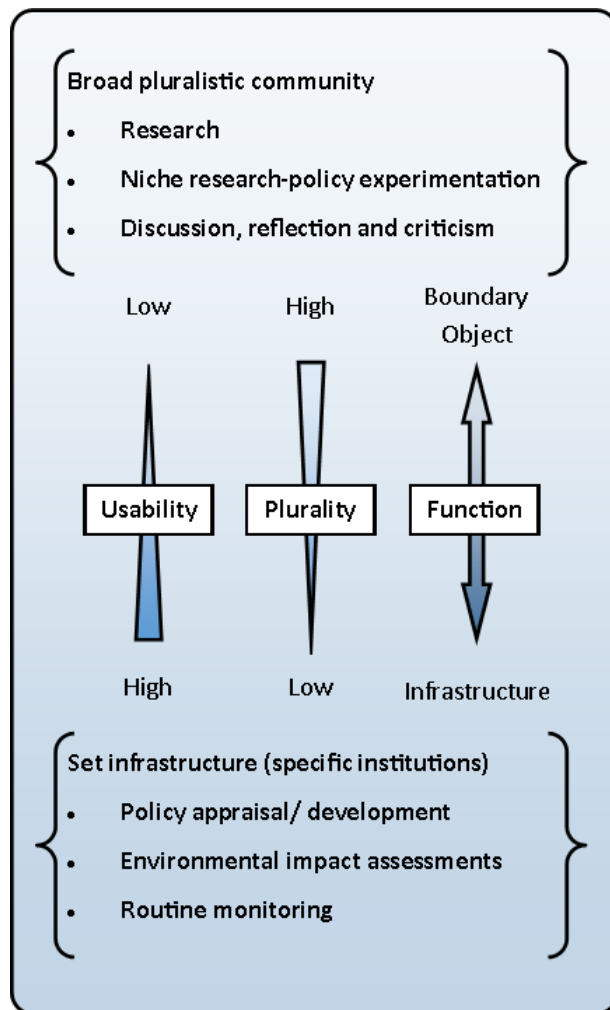 Broad pluralistic community
• Research
• Niche research-policy experimentation
• Discussion, reflection and criticism
Low High Boundary
Object
Usability Plurality Function
High Low Infrastructure
Set infrastructure (specific institutions)
• Policy appraisal/ development
• Environmental impact assessments
• Routine monitoring